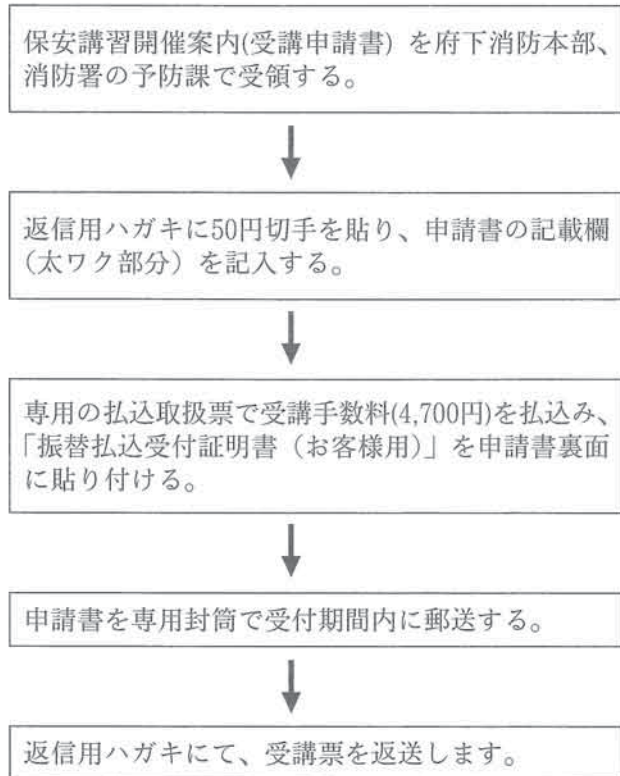 保安講習開催案内(受講申請書) を府下消防本部、
消防署の予防課で受領する。
返信用ハガキに50円切手を貼り、申請書の記載欄
(太ワク部分) を記入する。
専用の払込取扱票で受講手数料(4,700円)を払込み、
「振替払込受付証明書（お客様用）」を申請書裏面
に貼り付ける。
申請書を専用封筒で受付期間内に郵送する。
返信用ハガキにて、受講票を返送します。